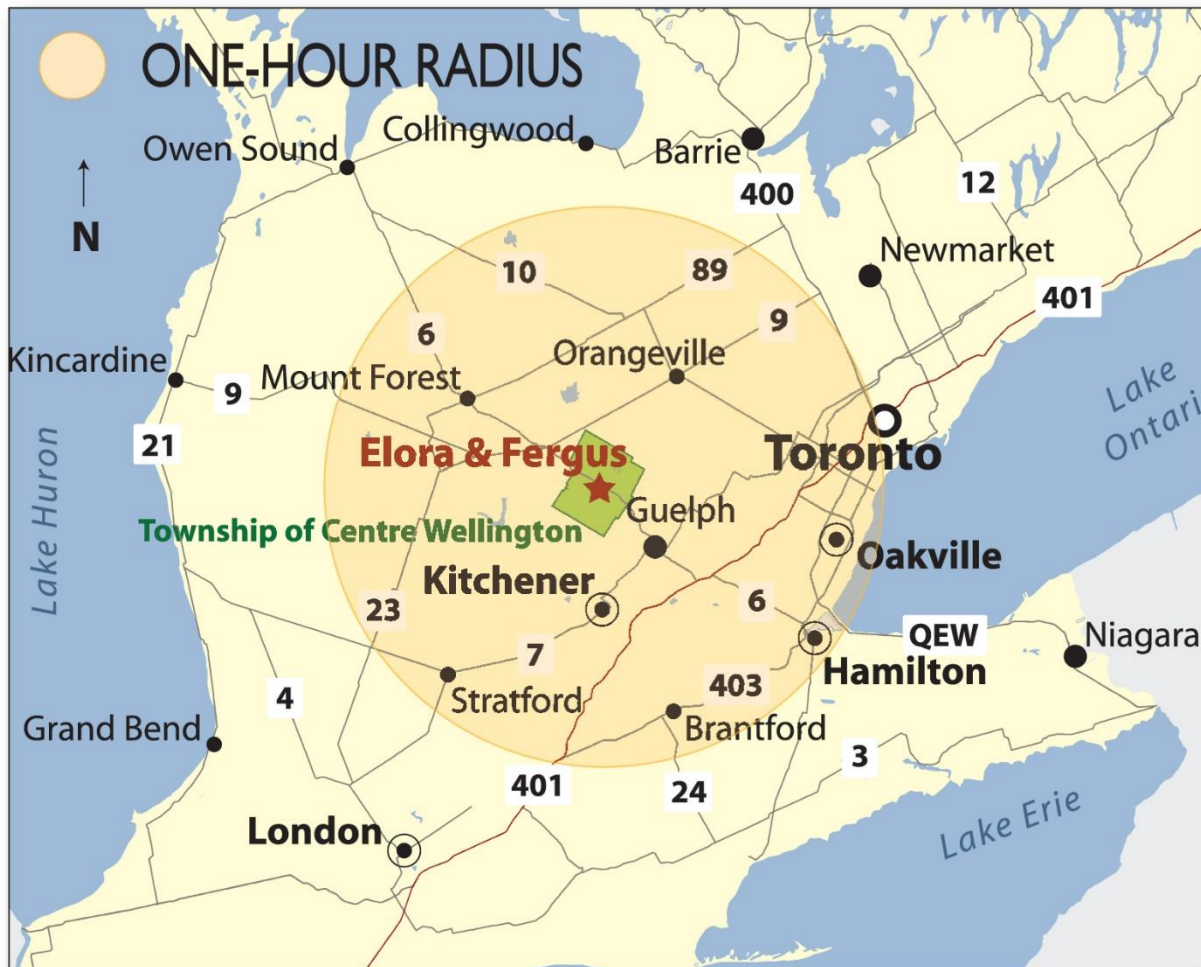 ONE-HOUR RADIUS
Collingwood
Owen Sound
Barrie
N
400
12
Newmarket
10
89
401
9
6
Kincardine
Orangeville
9
Mount Forest
Lake
Ontari
21
Toronto
Elora & Fergus
Lake Huron
Guelph
Township of Centre Wellington
Oakville
Kitchener
23
6
QEW
Niagara
7
Hamilton
403
4
Stratford
Grand Bend
Brantford
3
401
24
London
Lake Erie